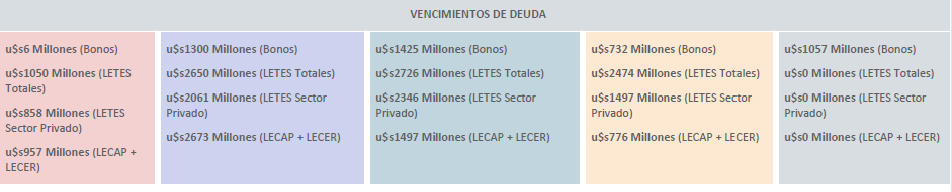 VENCIMIENTOS DE DEUDA
u$s6 Millones (Bonos)
u$s1050 Millones (LETES
Totales)
u$s858 Millones (LETES
Sector Privado)
u$s957 Millones (LECAP +
LECER)
u$s1300 Millones (Bonos)
u$s2650 Millones (LETES Totales)
u$s2061 Millones (LETES Sector
Privado)
u$s2673 Millones (LECAP + LECER)
u$s1425 Millones (Bonos)
u$s2726 Millones (LETES Totales)
u$s2346 Millones (LETES Sector
Privado)
u$s1497 Millones (LECAP + LECER)
u$s732 Millones (Bonos)
u$s2474 Millones (LETES Totales)
u$s1497 Millones (LETES Sector
Privado)
u$s776 Millones (LECAP + LECER)
u$s1057 Millones (Bonos)
u$s0 Millones (LETES Totales)
u$s0 Millones (LETES Sector
Privado)
u$s0 Millones (LECAP + LECER)